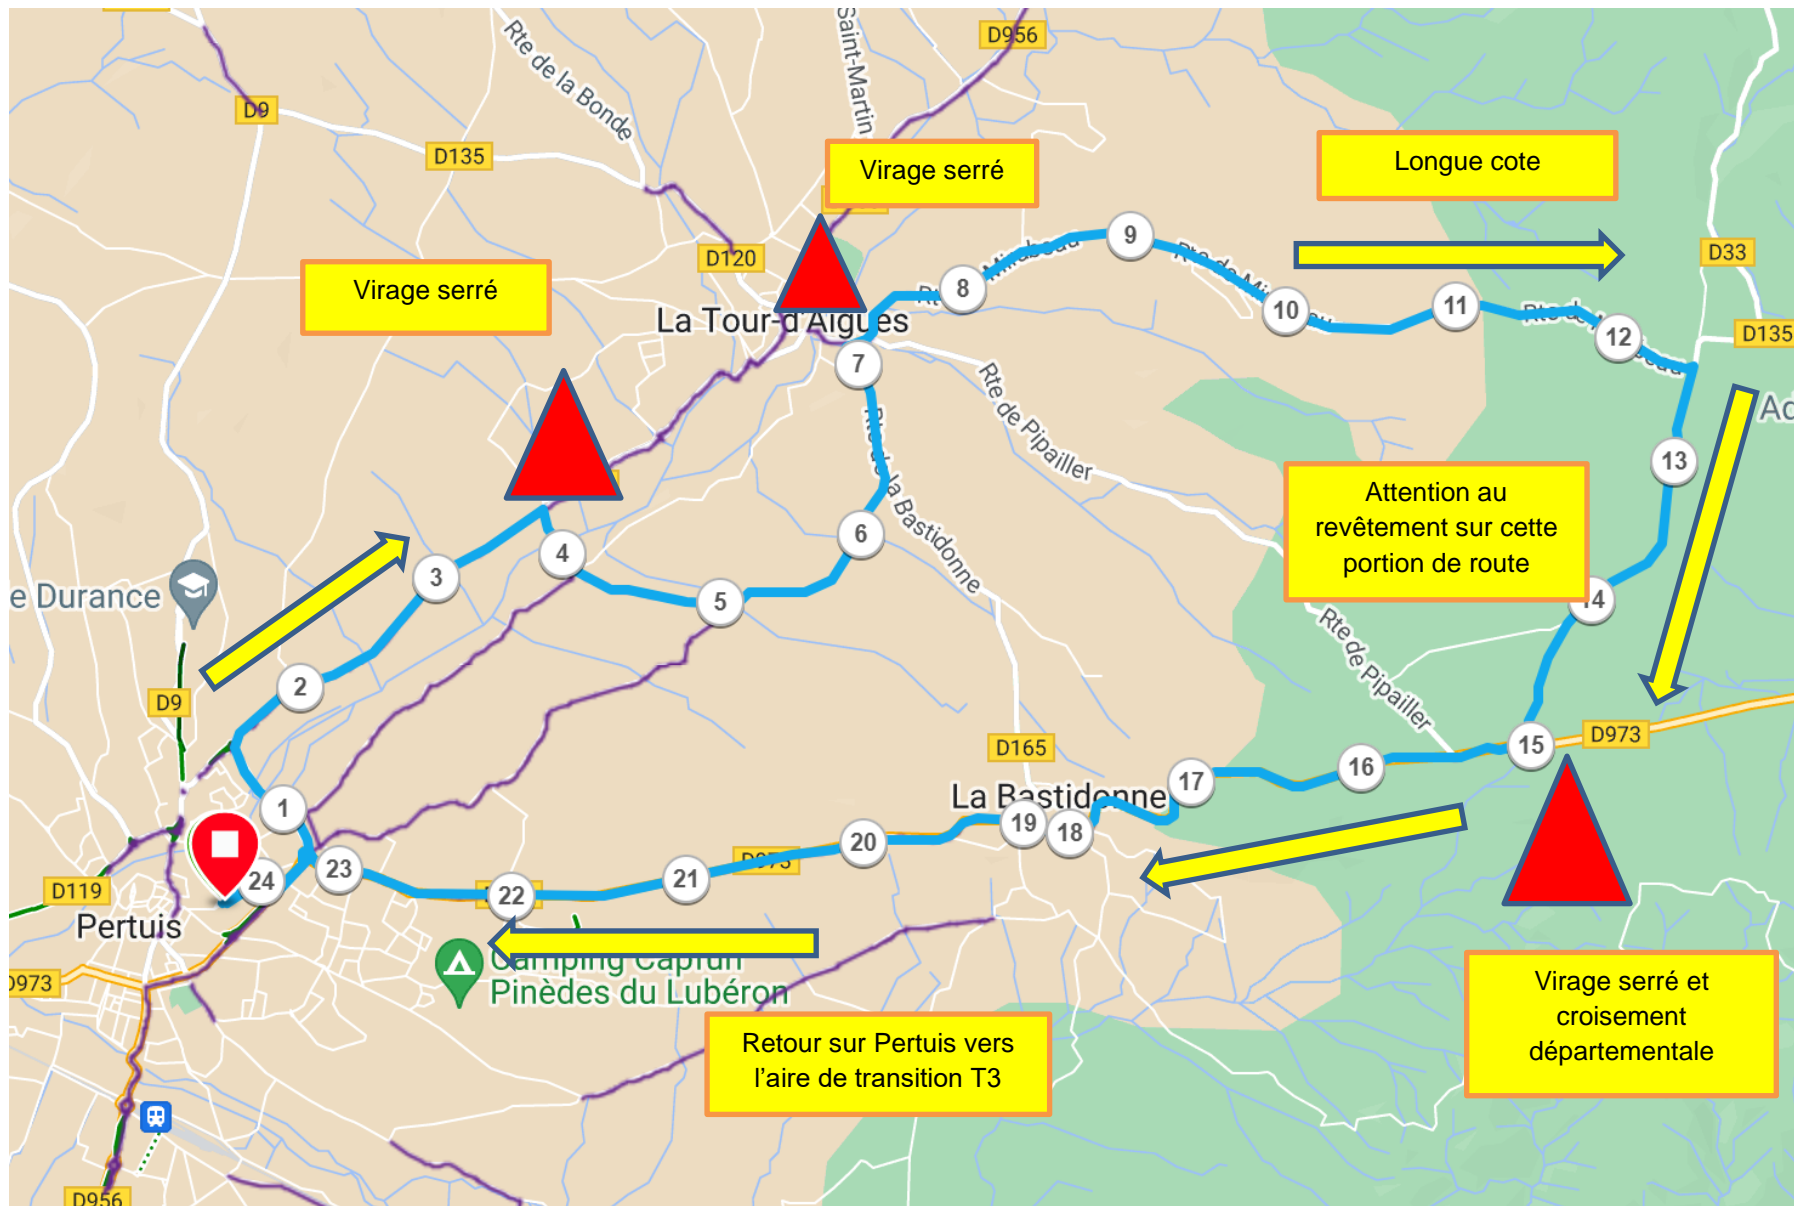 Rte de la Bonde
Saint-Martin
D956
D9
D135
Virage serré
Longue cote
D120
D33
D135
Virage serré
La Tour-d'Aigues
Mirabeau
9
8
10
11
12
7
Rte de la Bastidonne
Rte de Pipailler
Attention au
revêtement sur cette
portion de route
13
14
6
4
3
5
e Durance
2
D9
Rte de Pipailler
15
D973
16
17
D165
La Bastidonne
19
18
20
21
D973
22
23
24
1
D119
Pertuis
D973
Camping Capfun
Pinèdes du Lubéron
Retour sur Pertuis vers
l'aire de transition T3
Virage serré et
croisement
départementale
D956